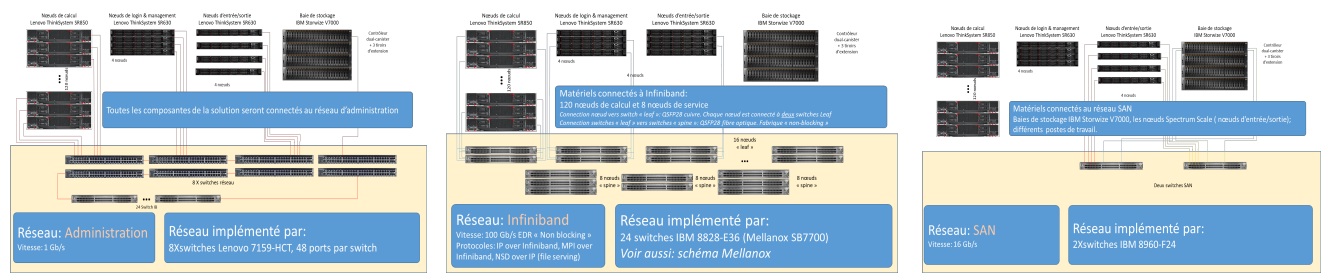 Nœuds de calcul
Lenovo ThinkSystem SR850
Nœuds de login & management
Lenovo ThinkSystem SR630
Nœuds d'entrée/sortie
Lenovo ThinkSystem SR630
Baie de stockage
IBM Storwize V7000
Contrôleur
dual-canister
+ 3 tiroirs
d'extension
4 nœuds
4 nœuds
120 nœuds
Toutes les composantes de la solution seront connectés au réseau d'administration
8 X switches réseau
24 Switch IB
Réseau: Administration
Vitesse: 1 Gb/s
Réseau implémenté par:
8Xswitches Lenovo 7159-HCT, 48 ports par switch
Nœuds de calcul
Lenovo ThinkSystem SR850
Nœuds de login & management
Lenovo ThinkSystem SR630
Nœuds d'entrée/sortie
Lenovo ThinkSystem SR630
Baie de stockage
IBM Storwize V7000
Contrôleur
dual-canister
+ 3 tiroirs
d'extension
4 nœuds
4 nœuds
120 nœuds
Matériels connectés à Infiniband:
120 nœuds de calcul et 8 nœuds de service
Connection nœud vers switch « leaf »: QSFP28 cuivre. Chaque nœud est connecté à deux switches Leaf
Connection switches « leaf » vers switches « spine »: QSFP28 fibre optique. Fabrique « non-blocking »
16 nœuds
« leaf »
8 nœuds
« spine »
8 nœuds
« spine »
8 nœuds
« spine »
Réseau: Infiniband
Vitesse: 100 Gb/s EDR « Non blocking »
Protocoles: IP over Infiniband, MPI over
Infiniband, NSD over IP (file serving)
Réseau implémenté par:
24 switches IBM 8828-E36 (Mellanox SB7700)
Voir aussi: schéma Mellanox
Nœuds de calcul
Lenovo ThinkSystem SR850
Nœuds de login & management
Lenovo ThinkSystem SR630
Nœuds d'entrée/sortie
Lenovo ThinkSystem SR630
Baie de stockage
IBM Storwize V7000
Contrôleur
dual-canister
+ 3 tiroirs
d'extension
4 nœuds
4 nœuds
120 nœuds
Matériels connectés au réseau SAN
Baies de stockage IBM Storwize V7000, les nœuds Spectrum Scale ( nœuds d'entrée/sortie);
différents postes de travail.
Deux switches SAN
Réseau: SAN
Vitesse: 16 Gb/s
Réseau implémenté par:
2Xswitches IBM 8960-F24